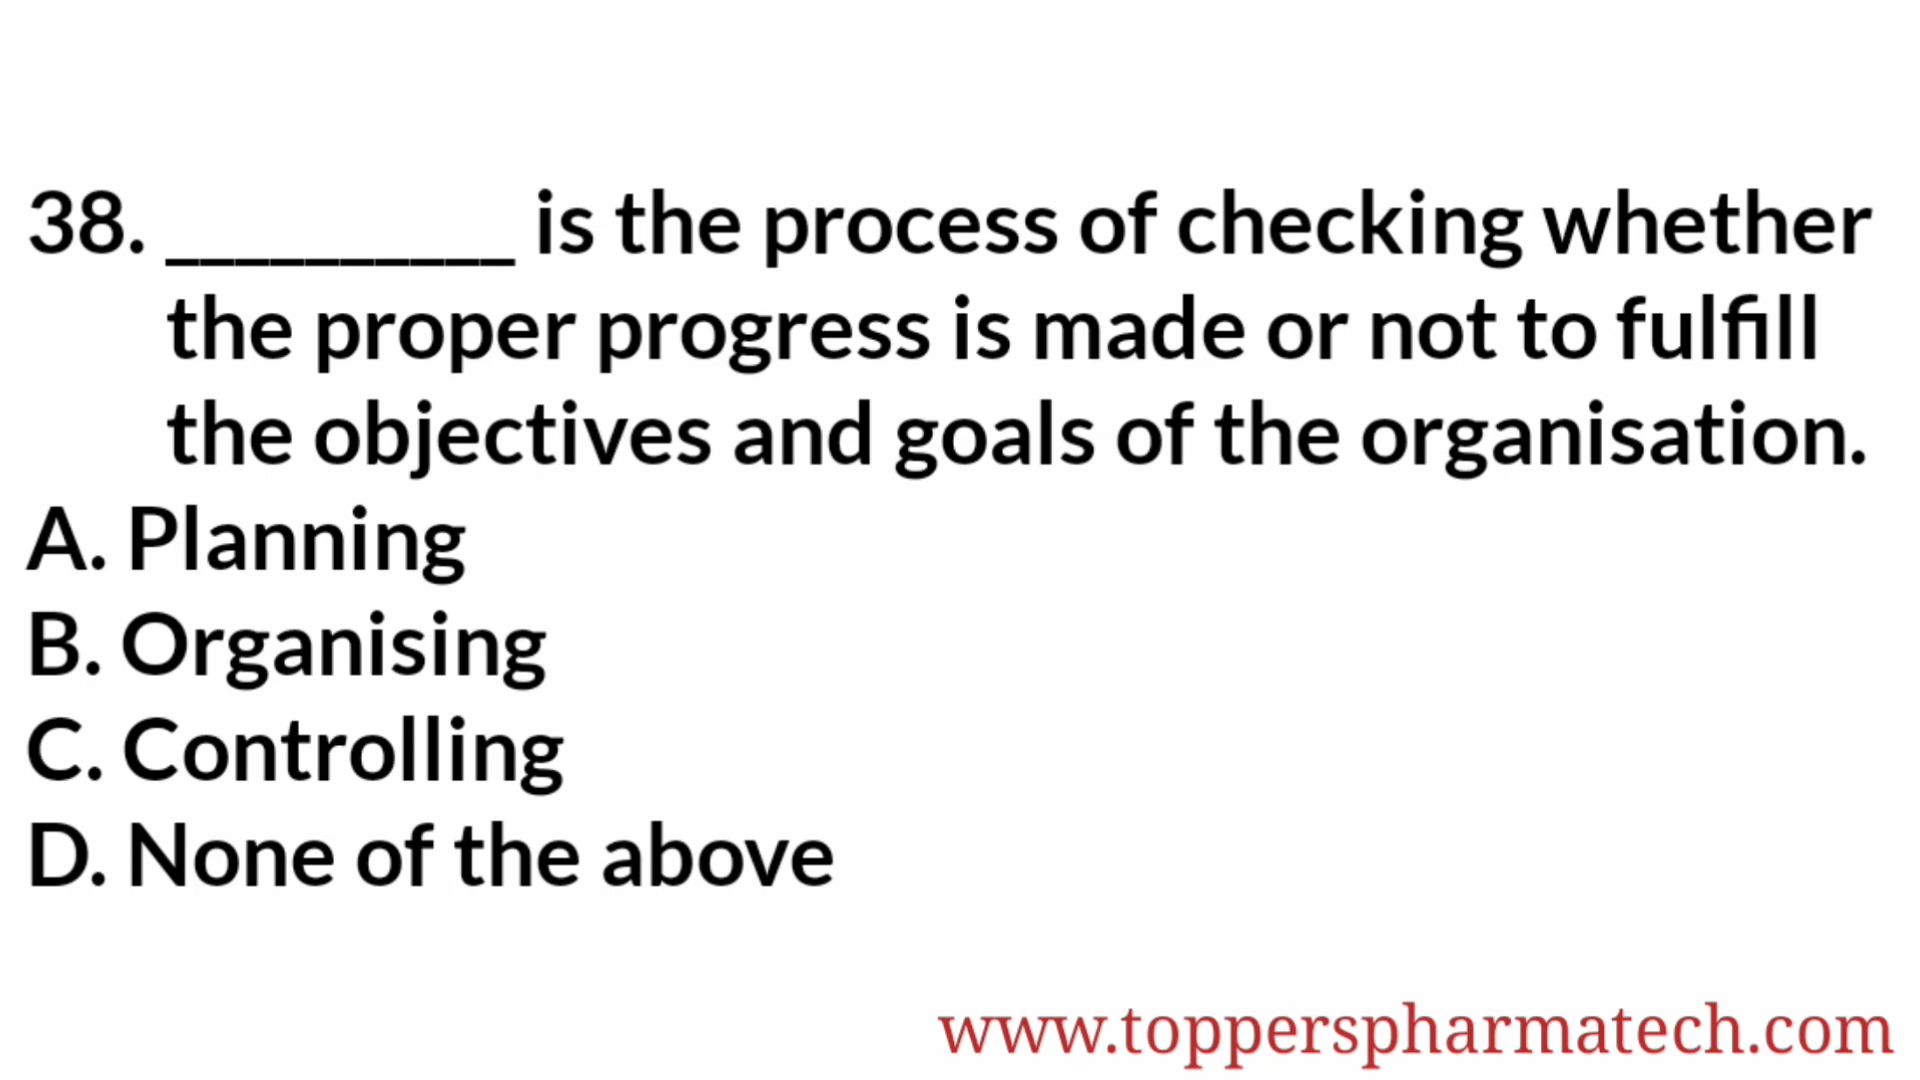 38. __________ is the process of checking whether
the proper progress is made or not to fulfill
the objectives and goals of the organisation.
A. Planning
B. Organising
C. Controlling
D. None of the above
www.topperspharmatech.com